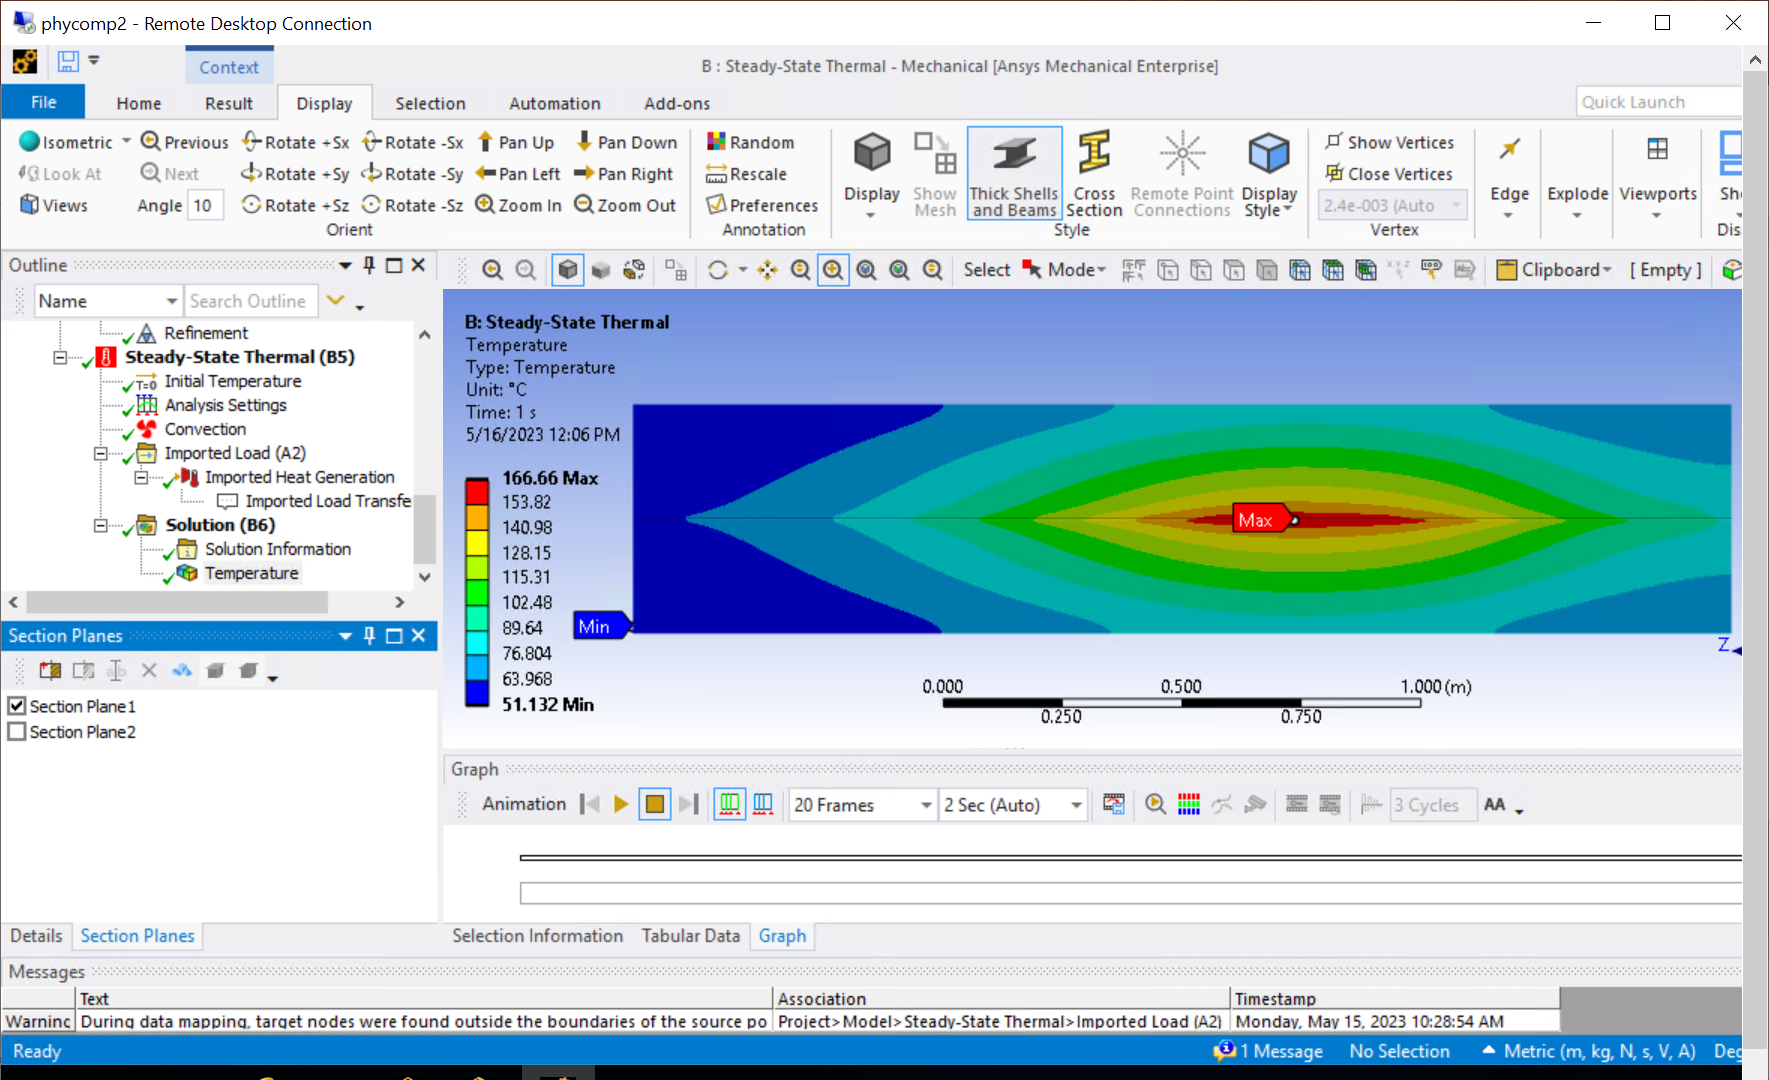 phycomp2 - Remote Desktop Connection
Context
B : Steady-State Thermal - Mechanical [Ansys Mechanical Enterprise]
File Home Result Display Selection Automation Add-ons Quick Launch
Isometric Previous Rotate +Sx Rotate -Sx Pan Up Pan Down Random Show Vertices
Look At Next Rotate +Sy Rotate -Sy Pan Left Pan Right Rescale Close Vertices
Views Angle 10 Rotate +Sz Rotate -Sz Zoom In Zoom Out Preferences 2.4e-003 (Auto
Display Show Thick Shells Cross Remote Point Display Edge Explode Viewports
Mesh and Beams Section Connections Style
Orient Annotation Style Vertex
Outline Select Mode Clipboard [ Empty ]
Name Search Outline
Refinement
Steady-State Thermal (B5)
T=0 Initial Temperature
Analysis Settings
Convection
Imported Load (A2)
Imported Heat Generation
Imported Load Transfe
Solution (B6)
Solution Information
Temperature
B: Steady-State Thermal
Temperature
Type: Temperature
Unit: °C
Time: 1 s
5/16/2023 12:06 PM
166.66 Max
153.82
140.98
128.15
115.31
102.48
89.64
76.804
63.968
51.132 Min
Max
Min
Z
0.000 0.500 1.000 (m)
0.250 0.750
Section Planes
Section Plane1
Section Plane2
Graph
Animation 20 Frames 2 Sec (Auto) 3 Cycles AA
Details Section Planes Selection Information Tabular Data Graph
Messages
Text Association Timestamp
Warning During data mapping, target nodes were found outside the boundaries of the source po Project>Model>Steady-State Thermal>Imported Load (A2) Monday, May 15, 2023 10:28:54 AM
Ready 1 Message No Selection Metric (m, kg, N, s, V, A) Deg